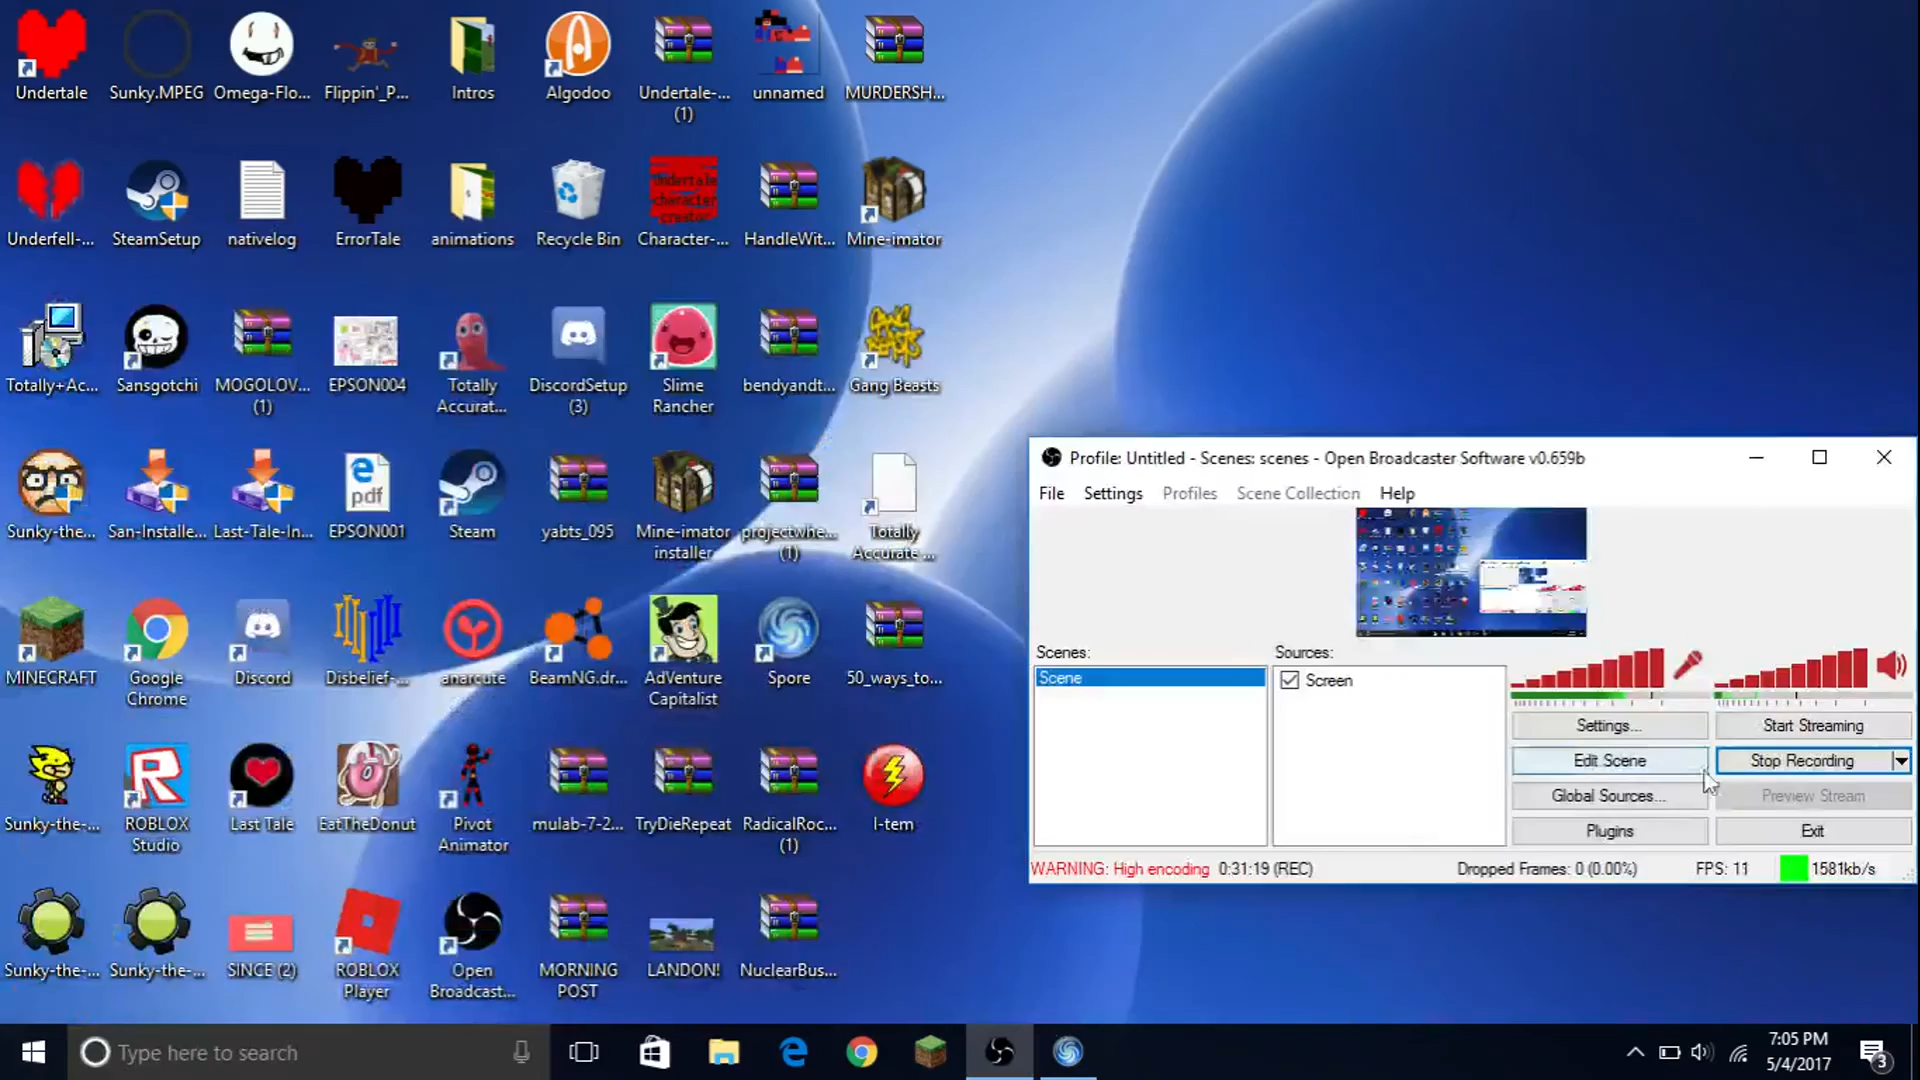 Undertale
Sunky.MPEG
Omega-Flo...
Flippin'_P...
Intros
Algodoo
Undertale-...
(1)
unnamed
MURDERSH...
Underfell-...
SteamSetup
nativelog
ErrorTale
animations
Recycle Bin
Undertale
character
creator
Character-...
HandleWit...
Mine-imator
Totally+Ac...
Sansgotchi
MOGOLOV...
(1)
EPSON004
Totally
Accurat...
DiscordSetup
(3)
Slime
Rancher
bendyandt...
Gang Beasts
Sunky-the...
San-Installe...
Last-Tale-In...
pdf
EPSON001
Steam
yabts_095
Mine-imator
installer
projectwhe...
(1)
Totally
Accurate ...
MINECRAFT
Google
Chrome
Discord
Disbelief-...
anarcute
BeamNG.dr...
AdVenture
Capitalist
Spore
50_ways_to...
Sunky-the-...
ROBLOX
Studio
Last Tale
EatTheDonut
Pivot
Animator
mulab-7-2...
TryDieRepeat
RadicalRoc...
(1)
I-tem
Sunky-the-...
Sunky-the-...
SINCE (2)
ROBLOX
Player
Open
Broadcast...
MORNING
POST
LANDON!
NuclearBus...
Profile: Untitled - Scenes: scenes - Open Broadcaster Software v0.659b
File Settings Profiles Scene Collection Help
Scenes:
Scene
Sources:
Screen
Settings...
Start Streaming
Edit Scene
Stop Recording
Global Sources...
Preview Stream
Plugins
Exit
WARNING: High encoding 0:31:19 (REC) Dropped Frames: 0 (0.00%) FPS: 11 1581kb/s
Type here to search
7:05 PM
5/4/2017
3